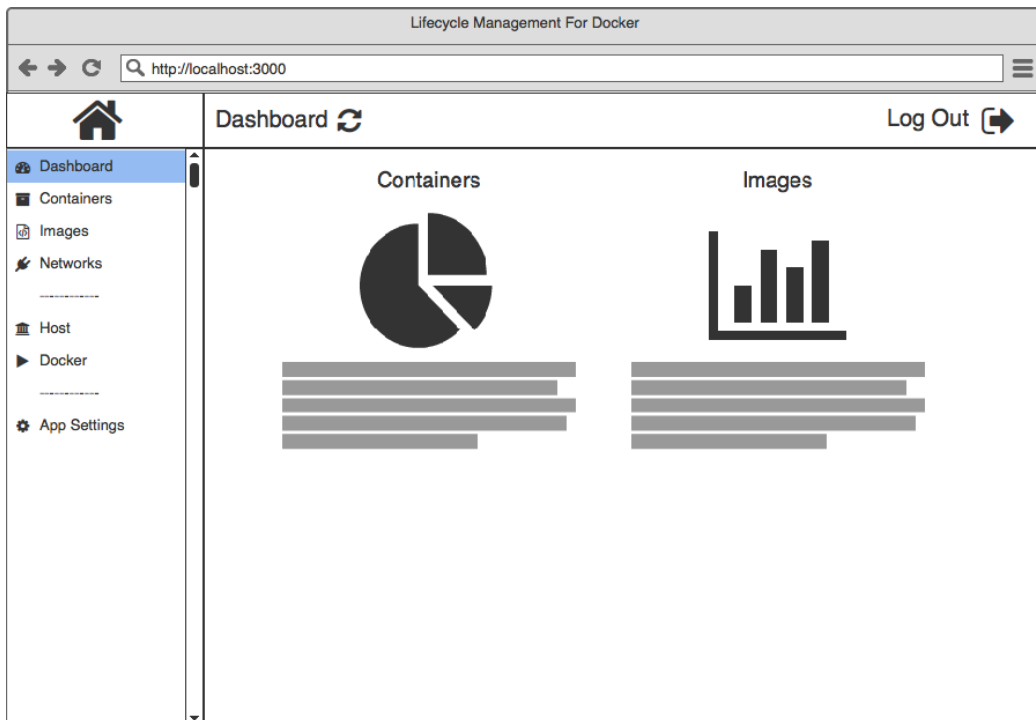 Lifecycle Management For Docker
http://localhost:3000
Dashboard
Log Out
Dashboard
Containers
Images
Networks
------------
Host
Docker
------------
App Settings
Containers
Images